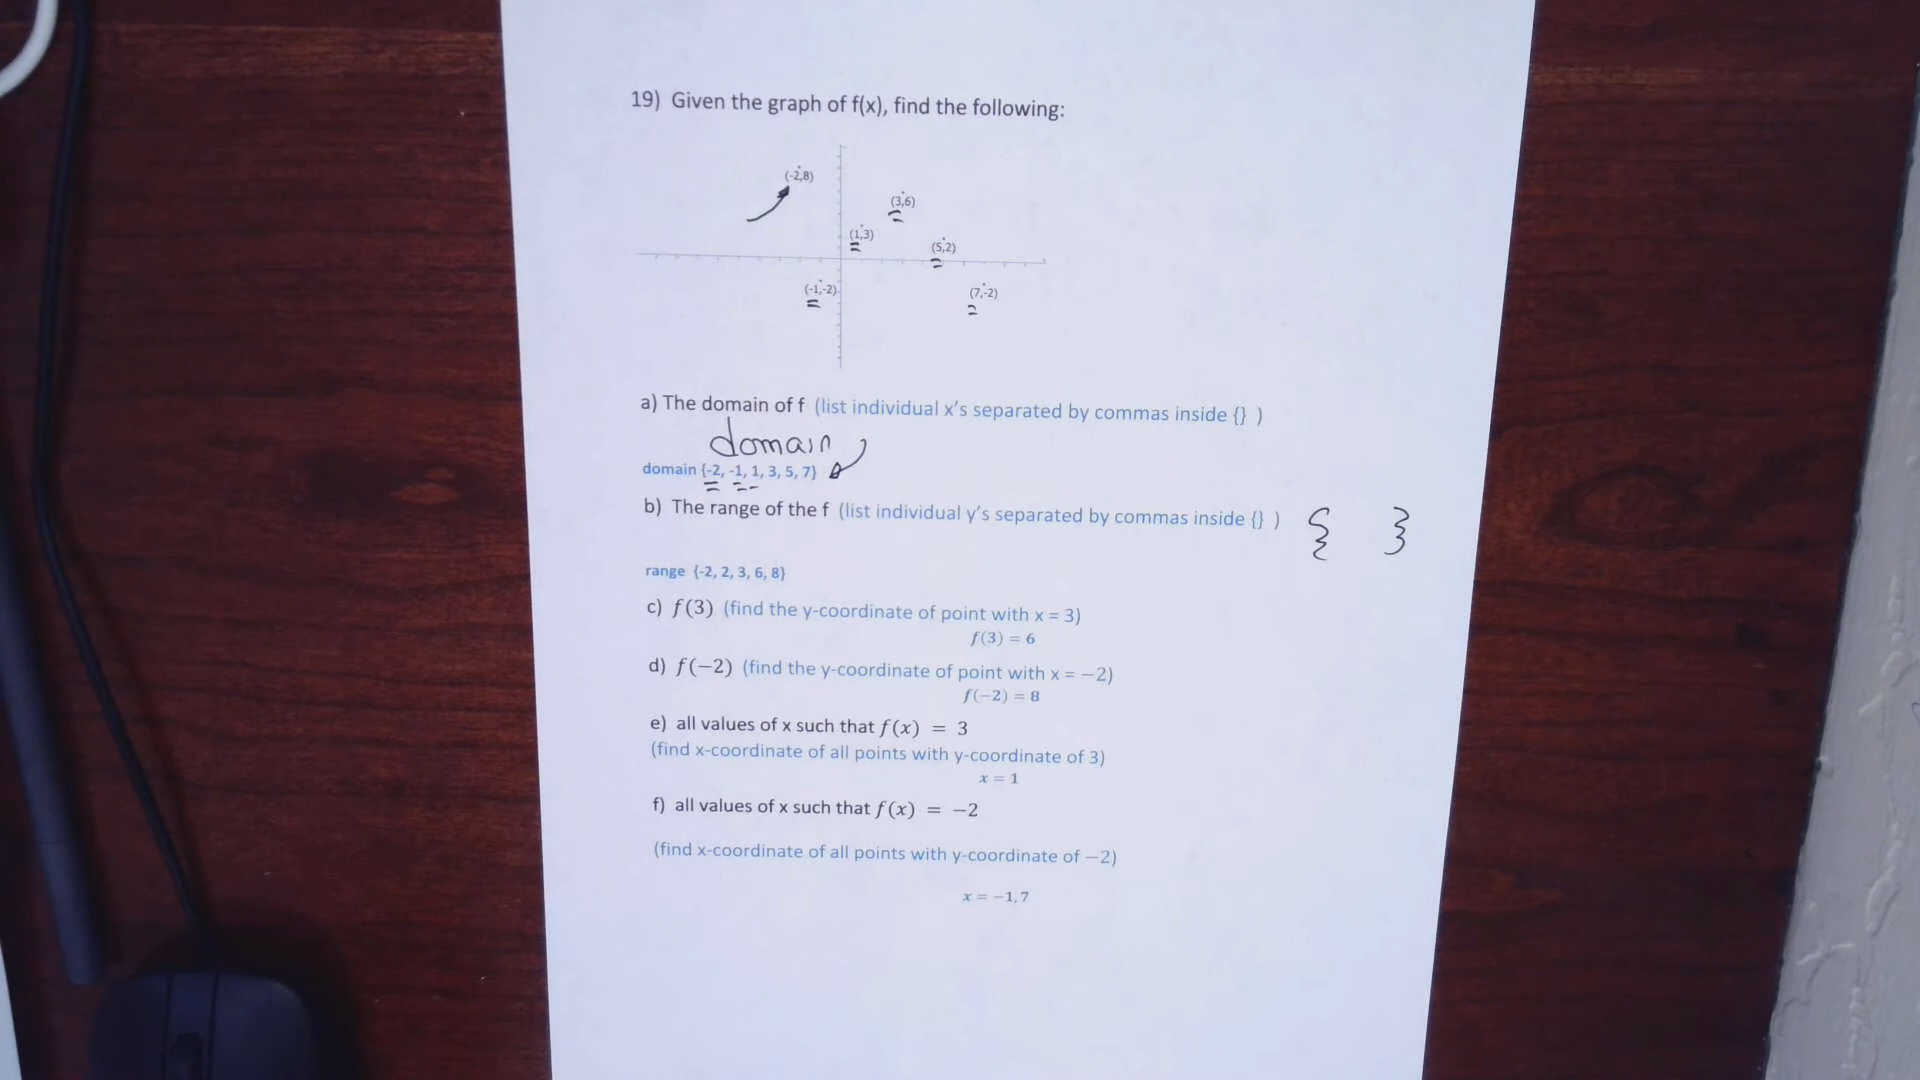 19) Given the graph of f(x), find the following:
(-2,8)
(3,6)
(1,3)
(5,2)
(-1,-2)
(7,-2)
a) The domain of f (list individual x's separated by commas inside {} )
domain
domain {-2, -1, 1, 3, 5, 7}
b) The range of the f (list individual y's separated by commas inside {} ) { }
range {-2, 2, 3, 6, 8}
c) f(3) (find the y-coordinate of point with x = 3)
f(3) = 6
d) f(−2) (find the y-coordinate of point with x = −2)
f(−2) = 8
e) all values of x such that f(x) = 3
(find x-coordinate of all points with y-coordinate of 3)
x = 1
f) all values of x such that f(x) = −2
(find x-coordinate of all points with y-coordinate of −2)
x = −1, 7